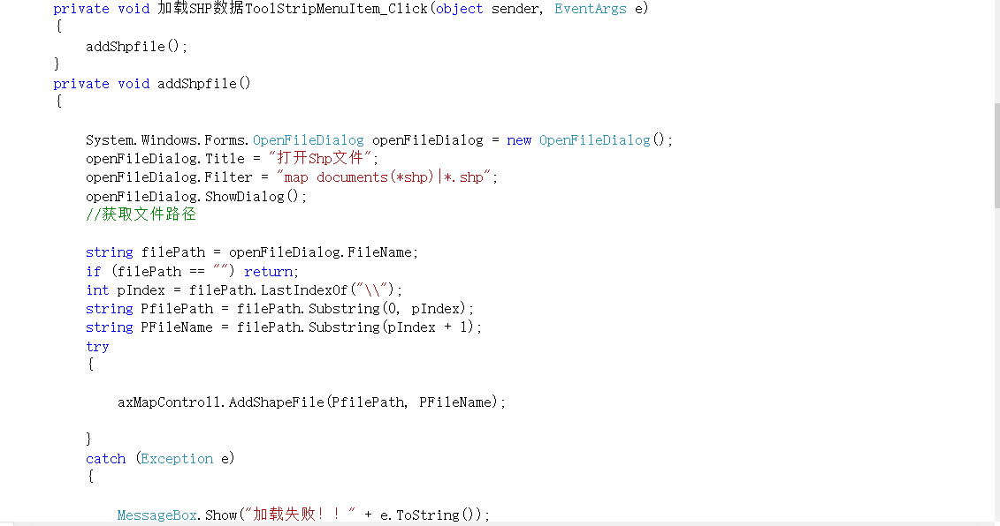 private void 加载SHP数据ToolStripMenuItem_Click(object sender, EventArgs e)
{
addShpfile();
}
private void addShpfile()
{
System.Windows.Forms.OpenFileDialog openFileDialog = new OpenFileDialog();
openFileDialog.Title = "打开Shp文件";
openFileDialog.Filter = "map documents(*shp)|*.shp";
openFileDialog.ShowDialog();
//获取文件路径
string filePath = openFileDialog.FileName;
if (filePath == "") return;
int pIndex = filePath.LastIndexOf("\\");
string PfilePath = filePath.Substring(0, pIndex);
string PFileName = filePath.Substring(pIndex + 1);
try
{
axMapControl1.AddShapeFile(PfilePath, PFileName);
}
catch (Exception e)
{
MessageBox.Show("加载失败！！" + e.ToString());